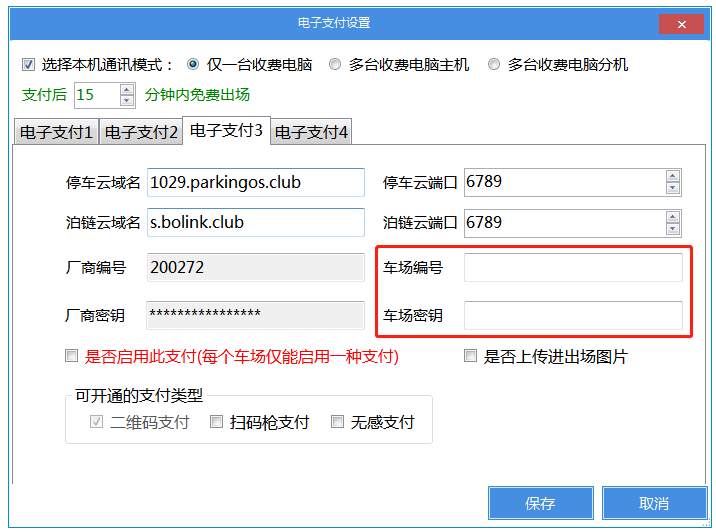 电子支付设置
选择本机通讯模式： 仅一台收费电脑 多台收费电脑主机 多台收费电脑分机
支付后 15 分钟内免费出场
电子支付1 电子支付2 电子支付3 电子支付4
停车云域名 1029.parkingos.club 停车云端口 6789
泊链云域名 s.bolink.club 泊链云端口 6789
厂商编号 200272 车场编号
厂商密钥 **************** 车场密钥
是否启用此支付(每个车场仅能启用一种支付) 是否上传进出场图片
可开通的支付类型
二维码支付 扫码枪支付 无感支付
保存 取消